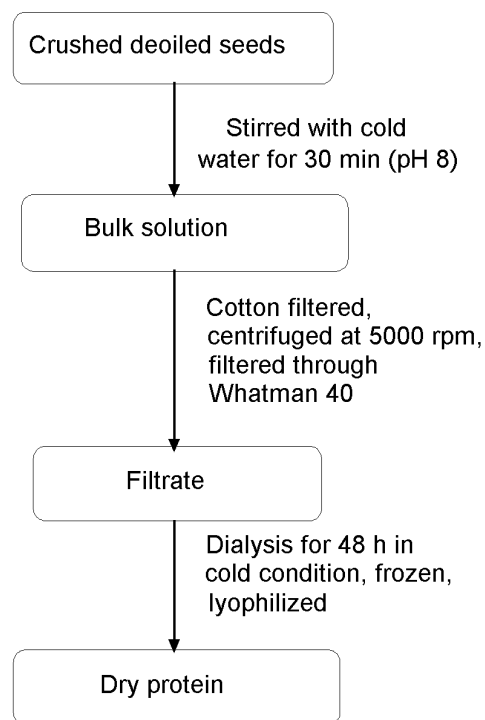 Crushed deoiled seeds
Stirred with cold
water for 30 min (pH 8)
Bulk solution
Cotton filtered,
centrifuged at 5000 rpm,
filtered through
Whatman 40
Filtrate
Dialysis for 48 h in
cold condition, frozen,
lyophilized
Dry protein